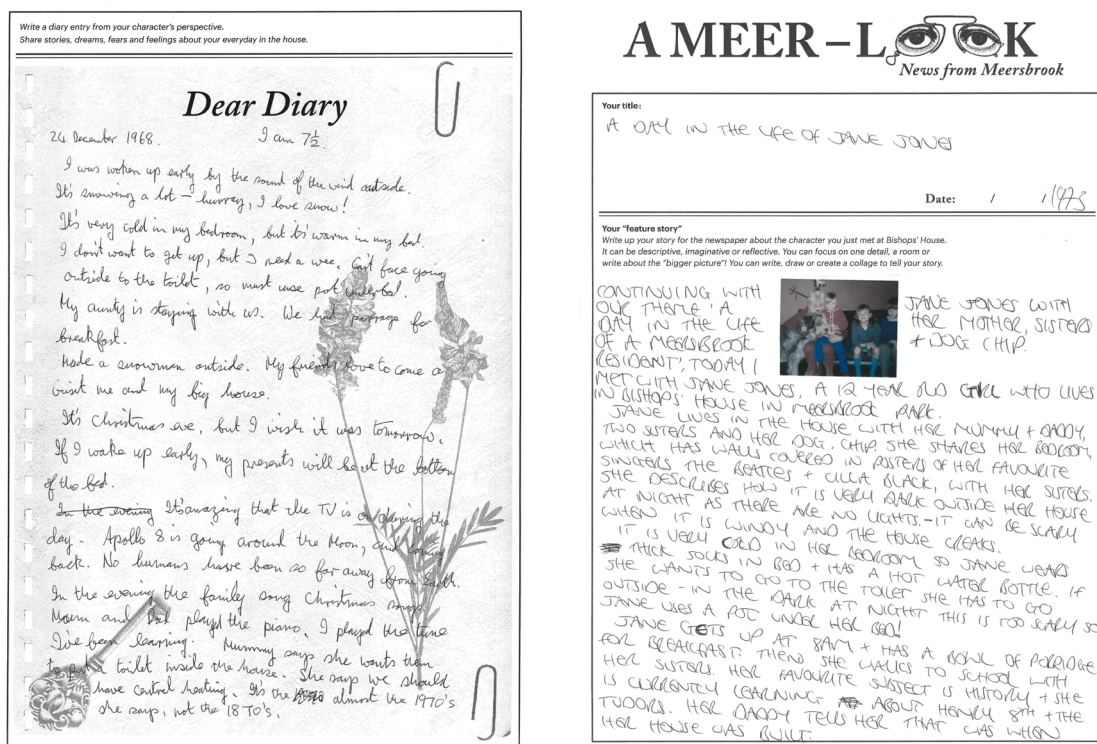 Write a diary entry from your character's perspective.
Share stories, dreams, fears and feelings about your everyday in the house.
Dear Diary
24 December 1968.
I am 7½
I was woken up early by the sound of the wind outside.
It's snowing a lot – hurray, I love snow!
It's very cold in my bedroom, but it's warm in my bed.
I don't want to get up, but I need a wee. Can't face going
outside to the toilet, so must use pot under bed.
My aunty is staying with us. We had porrage for
breakfast.
Made a snowman outside. My friends love to come a
visit me and my big house.
It's Christmas eve, but I wish it was tomorrow.
If I wake up early, my presents will be at the bottom
of the bed.
In the evening It's amazing that the TV is on during the
day. Apollo 8 is going around the Moon, and coming
back. No humans have been so far away from Earth.
In the evening the family sang Christmas songs.
Mum and Dad playd the piano. I playd the tune
I've been learning. Mummy says she wants them
to put a toilet inside the house. She says we should
have central heating. It's the almost the 1970's
she says, not the 1870's.
A MEER–LOOK
News from Meersbrook
Your title:
A DAY IN THE LIFE OF JANE JONES
Date: / /1973
Your "feature story"
Write up your story for the newspaper about the character you just met at Bishops' House.
It can be descriptive, imaginative or reflective. You can focus on one detail, a room or
write about the "bigger picture"! You can write, draw or create a collage to tell your story.
CONTINUING WITH
OUR THEME 'A
DAY IN THE LIFE
OF A MEERSBROOK
RESIDENT', TODAY I
JANE JONES WITH
HER MOTHER, SISTERS
+ DOG CHIP.
MET WITH JANE JONES, A 12 YEAR OLD GIRL WHO LIVES
IN BISHOPS' HOUSE IN MEERSBROOK PARK.
JANE LIVES IN THE HOUSE WITH HER MUMMY + DADDY,
TWO SISTERS AND HER DOG, CHIP. SHE SHARES HER BEDROOM,
WHICH HAS WALLS COVERED IN POSTERS OF HER FAVOURITE
SINGERS THE BEATLES + CILLA BLACK, WITH HER SISTERS.
SHE DESCRIBES HOW IT IS VERY DARK OUTSIDE HER HOUSE
AT NIGHT AS THERE ARE NO LIGHTS. – IT CAN BE SCARY
WHEN IT IS WINDY AND THE HOUSE CREAKS.
IT IS VERY COLD IN HER BEDROOM SO JANE WEARS
THICK SOCKS IN BED + HAS A HOT WATER BOTTLE. IF
SHE WANTS TO GO TO THE TOILET SHE HAS TO GO
OUTSIDE – IN THE DARK AT NIGHT THIS IS TOO SCARY SO
JANE USES A POT UNDER HER BED!
JANE GETS UP AT 8AM + HAS A BOWL OF PORRIDGE
FOR BREAKFAST. THEN SHE WALKS TO SCHOOL WITH
HER SISTERS. HER FAVOURITE SUBJECT IS HISTORY + SHE
IS CURRENTLY LEARNING ABOUT HENRY 8TH + THE
TUDORS. HER DADDY TELLS HER THAT WAS WHEN
HER HOUSE WAS BUILT.